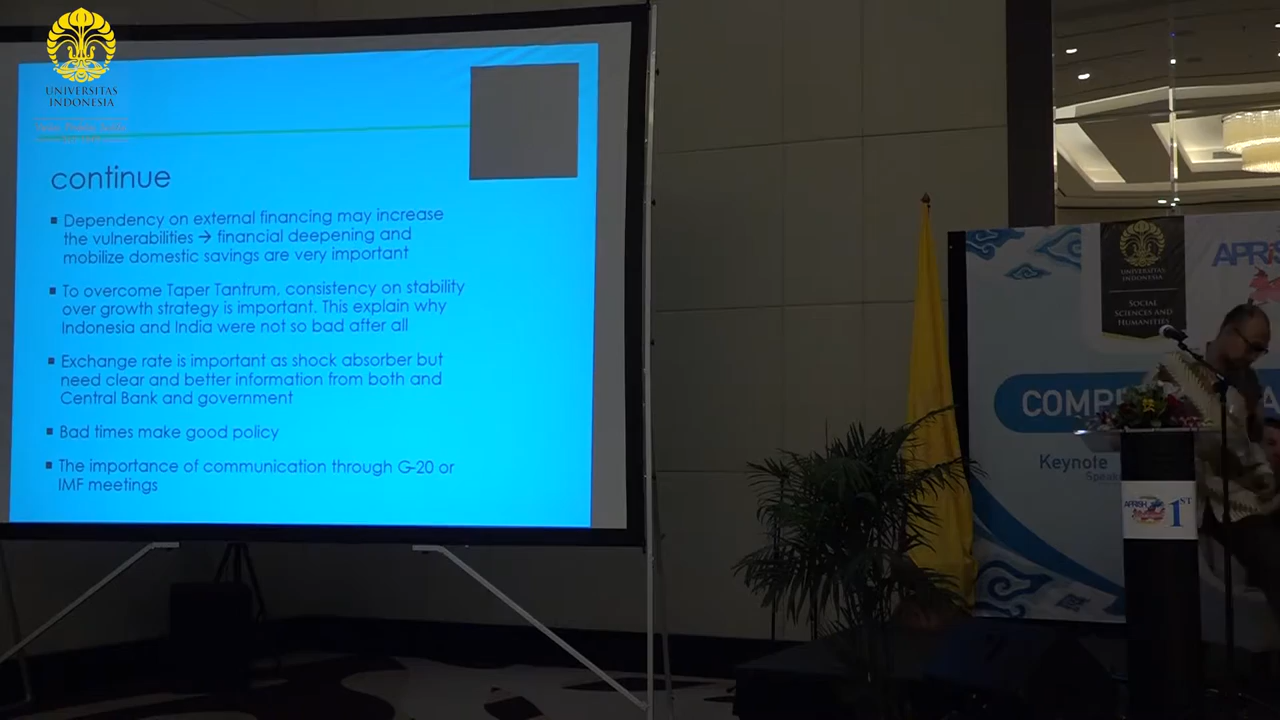 UNIVERSITAS
INDONESIA
continue
▪ Dependency on external financing may increase
the vulnerabilities → financial deepening and
mobilize domestic savings are very important
▪ To overcome Taper Tantrum, consistency on stability
over growth strategy is important. This explain why
Indonesia and India were not so bad after all
▪ Exchange rate is important as shock absorber but
need clear and better information from both and
Central Bank and government
▪ Bad times make good policy
▪ The importance of communication through G-20 or
IMF meetings
UNIVERSITAS
INDONESIA
SOCIAL
SCIENCES AND
HUMANITIES
Keynote
APRISH
1ST